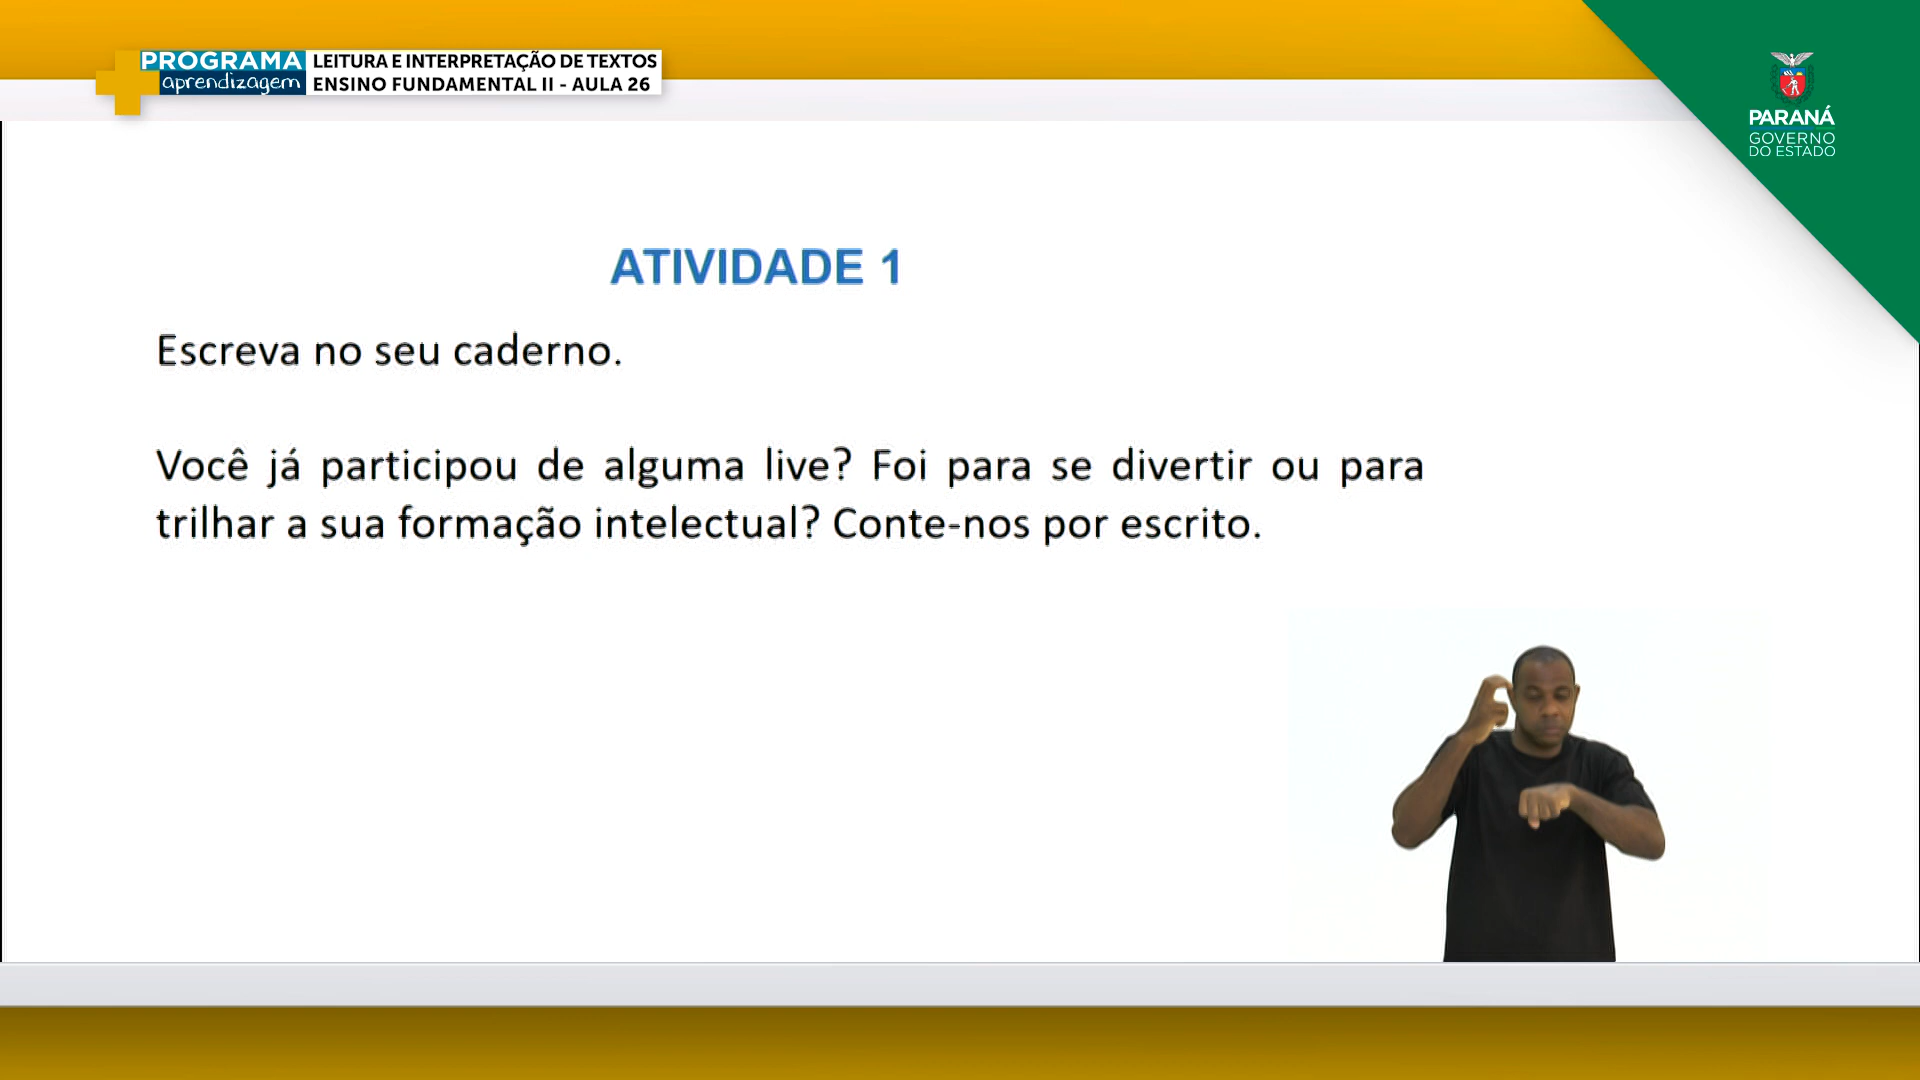 PROGRAMA
aprendizagem
LEITURA E INTERPRETAÇÃO DE TEXTOS
ENSINO FUNDAMENTAL II - AULA 26
PARANÁ
GOVERNO
DO ESTADO
ATIVIDADE 1
Escreva no seu caderno.
Você já participou de alguma live? Foi para se divertir ou para
trilhar a sua formação intelectual? Conte-nos por escrito.